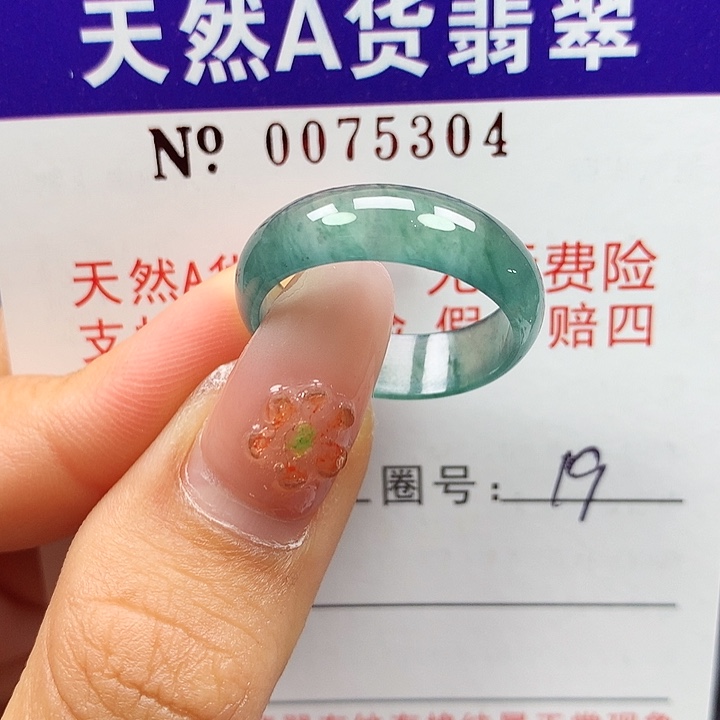 天然A货翡翠
Nº 0075304
天然A 费险
支 假 赔四
圈号: 19